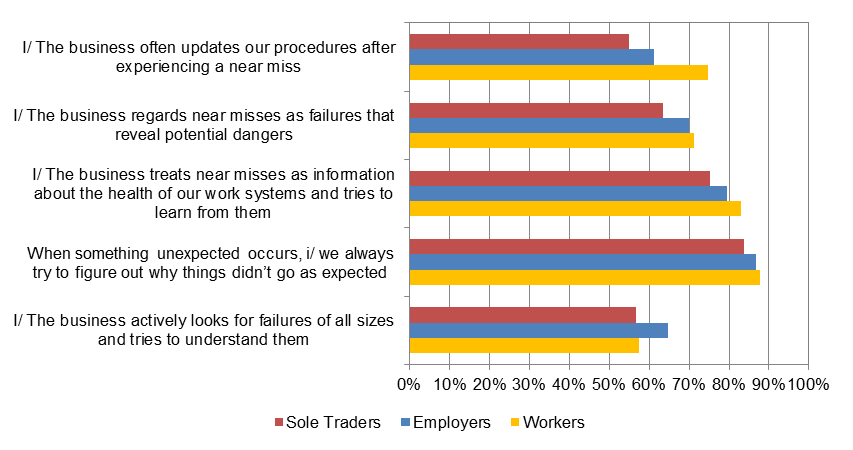 I/ The business often updates our procedures after
experiencing a near miss
I/ The business regards near misses as failures that
reveal potential dangers
I/ The business treats near misses as information
about the health of our work systems and tries to
learn from them
When something unexpected occurs, i/ we always
try to figure out why things didn’t go as expected
I/ The business actively looks for failures of all sizes
and tries to understand them
0% 10% 20% 30% 40% 50% 60% 70% 80% 90% 100%
Sole Traders Employers Workers